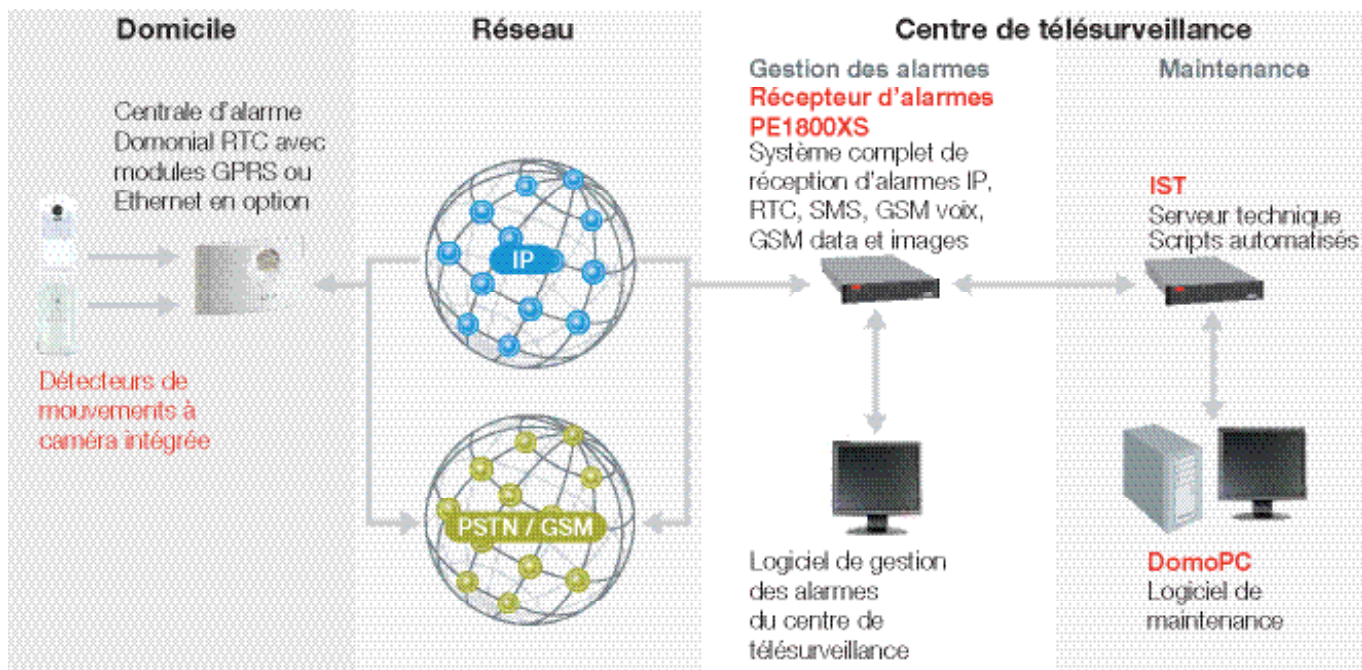 Domicile
Réseau
Centre de télésurveillance
Gestion des alarmes
Maintenance
Centrale d'alarme
Domonial RTC avec
modules GPRS ou
Ethernet en option
Récepteur d'alarmes
PE1800XS
Système complet de
réception d'alarmes IP,
RTC, SMS, GSM voix,
GSM data et images
IST
Serveur technique
Scripts automatisés
IP
Détecteurs de
mouvements à
caméra intégrée
PSTN / GSM
Logiciel de gestion
des alarmes
du centre de
télésurveillance
DomoPC
Logiciel de
maintenance